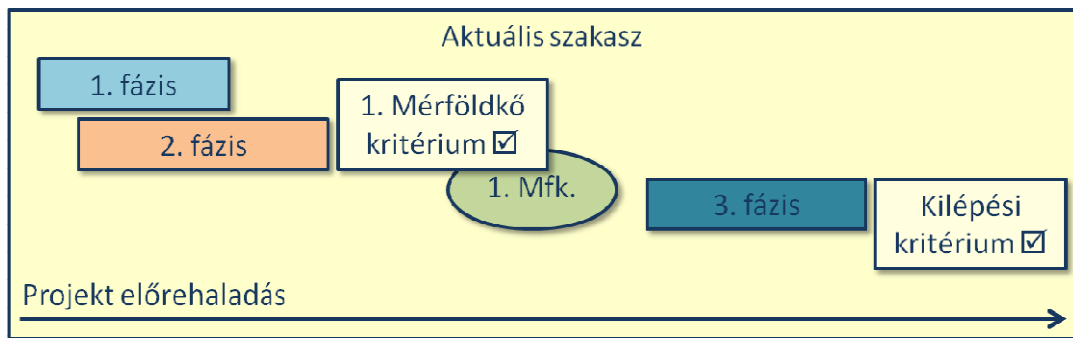 Aktuális szakasz
1. fázis
2. fázis
1. Mérföldkő
kritérium ☑
1. Mfk.
3. fázis
Kilépési
kritérium ☑
Projekt előrehaladás